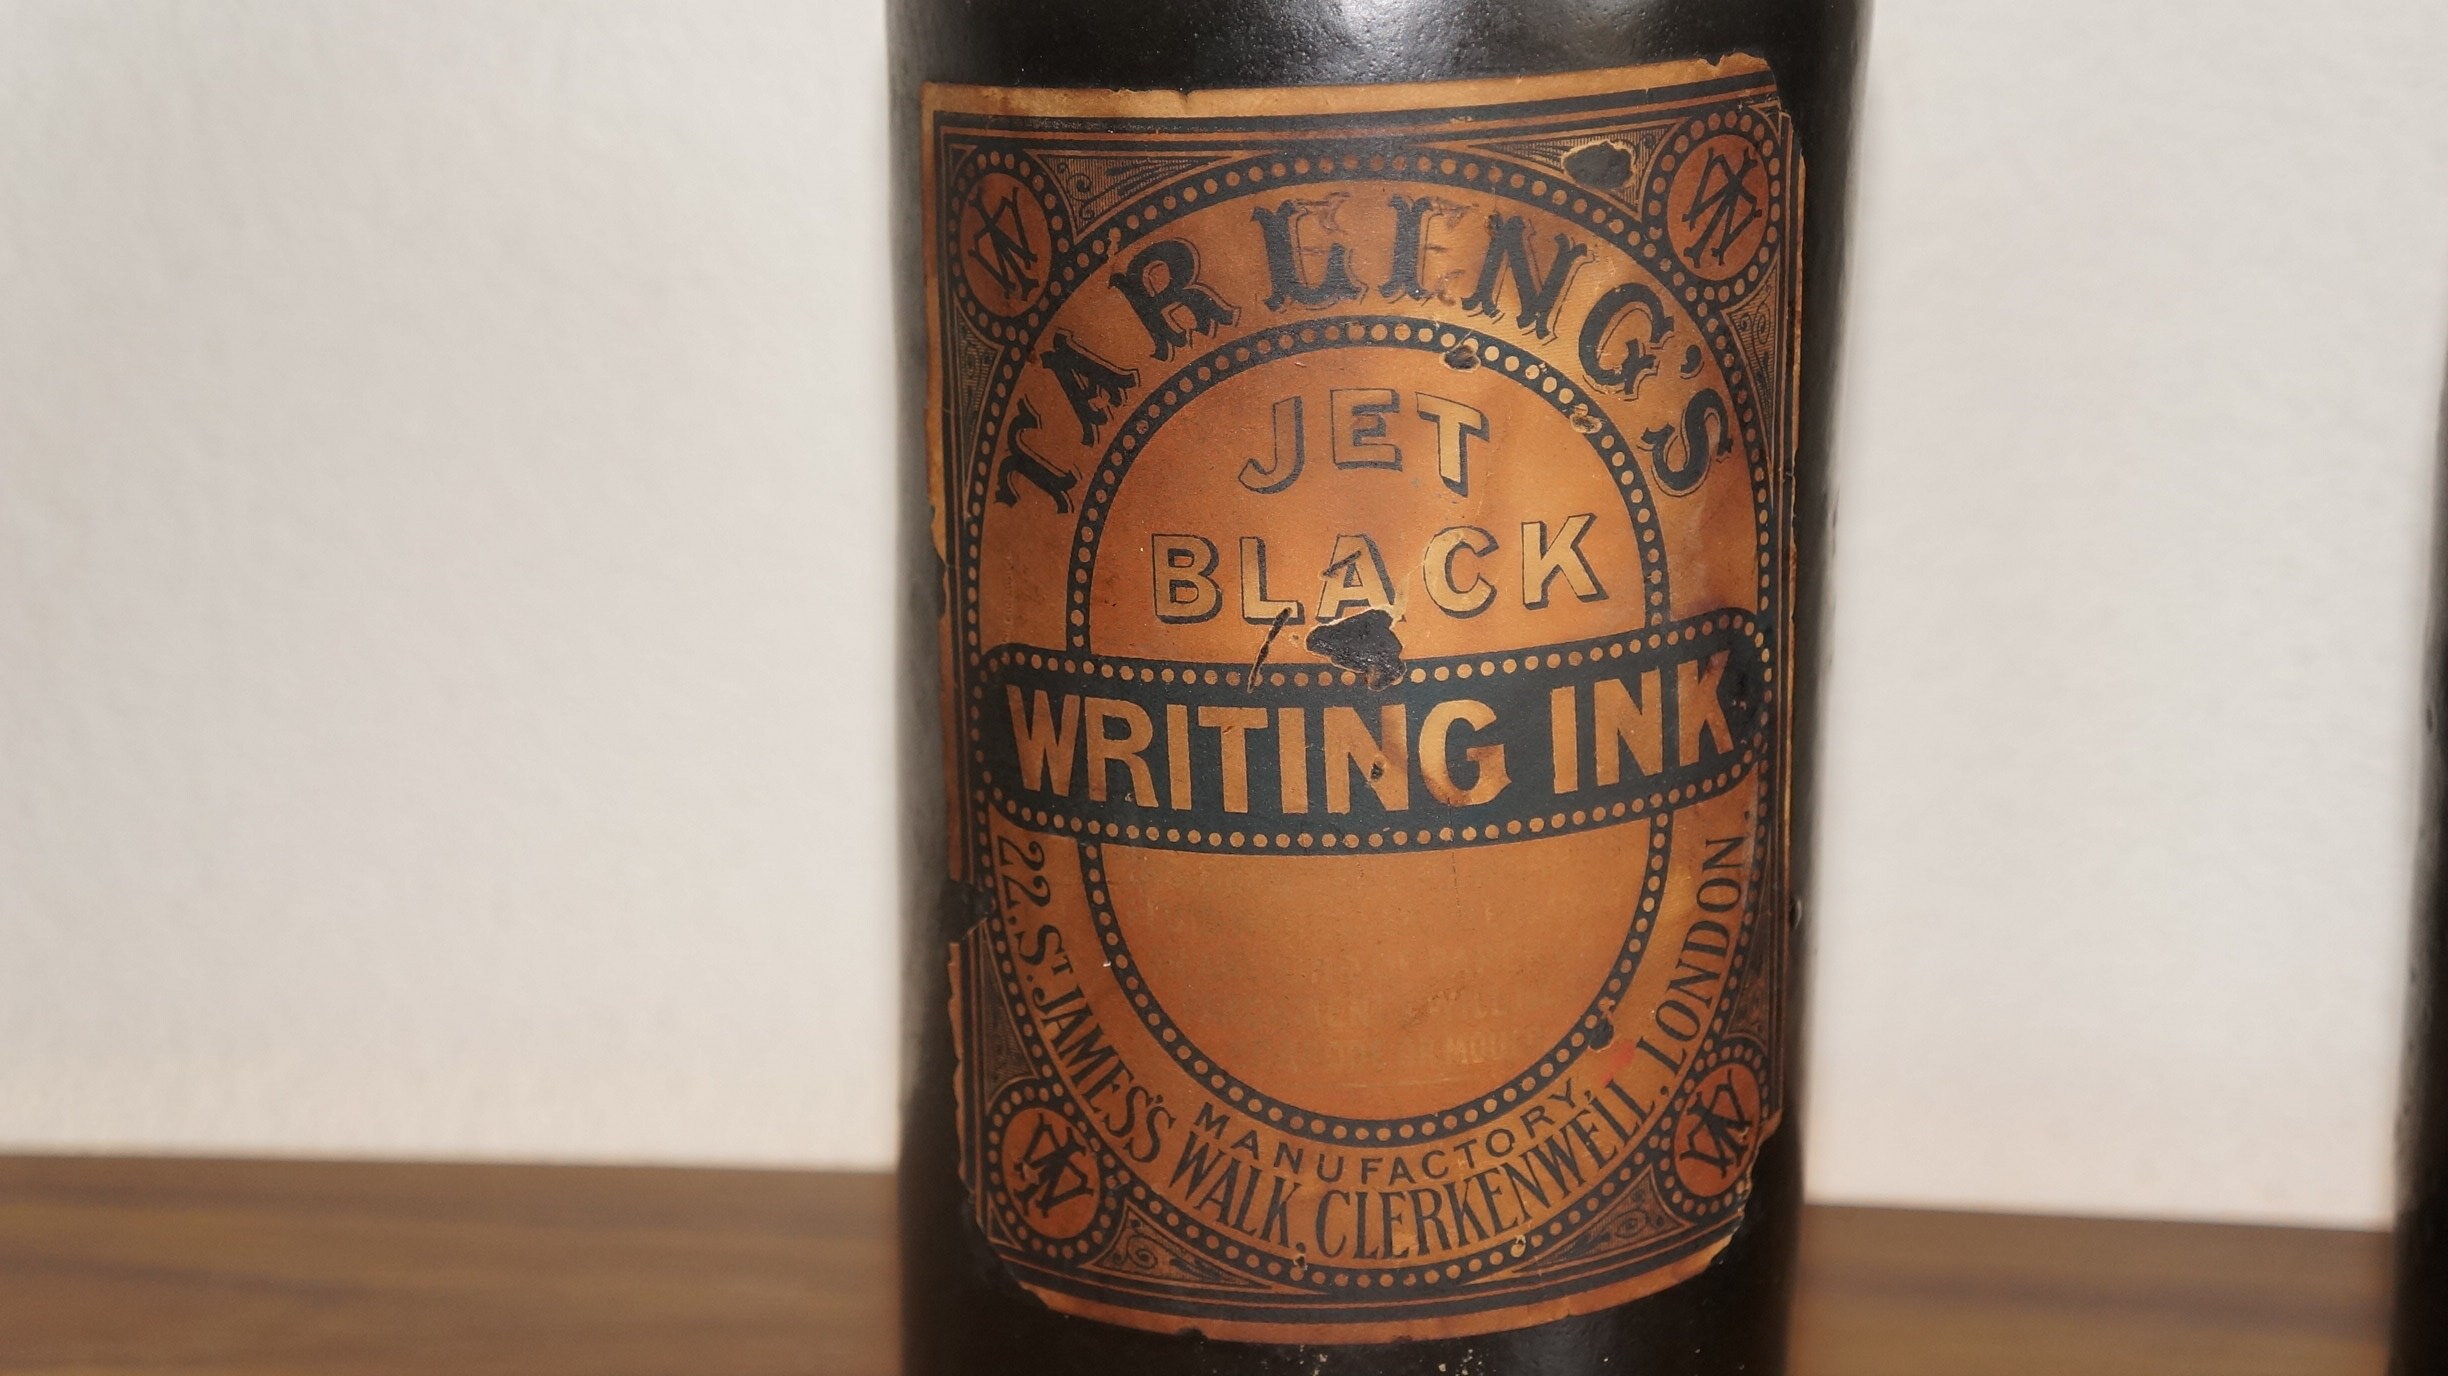 TARLING'S
JET
BLACK
WRITING INK
MANUFACTORY,
22, ST. JAMES'S WALK, CLERKENWELL, LONDON.